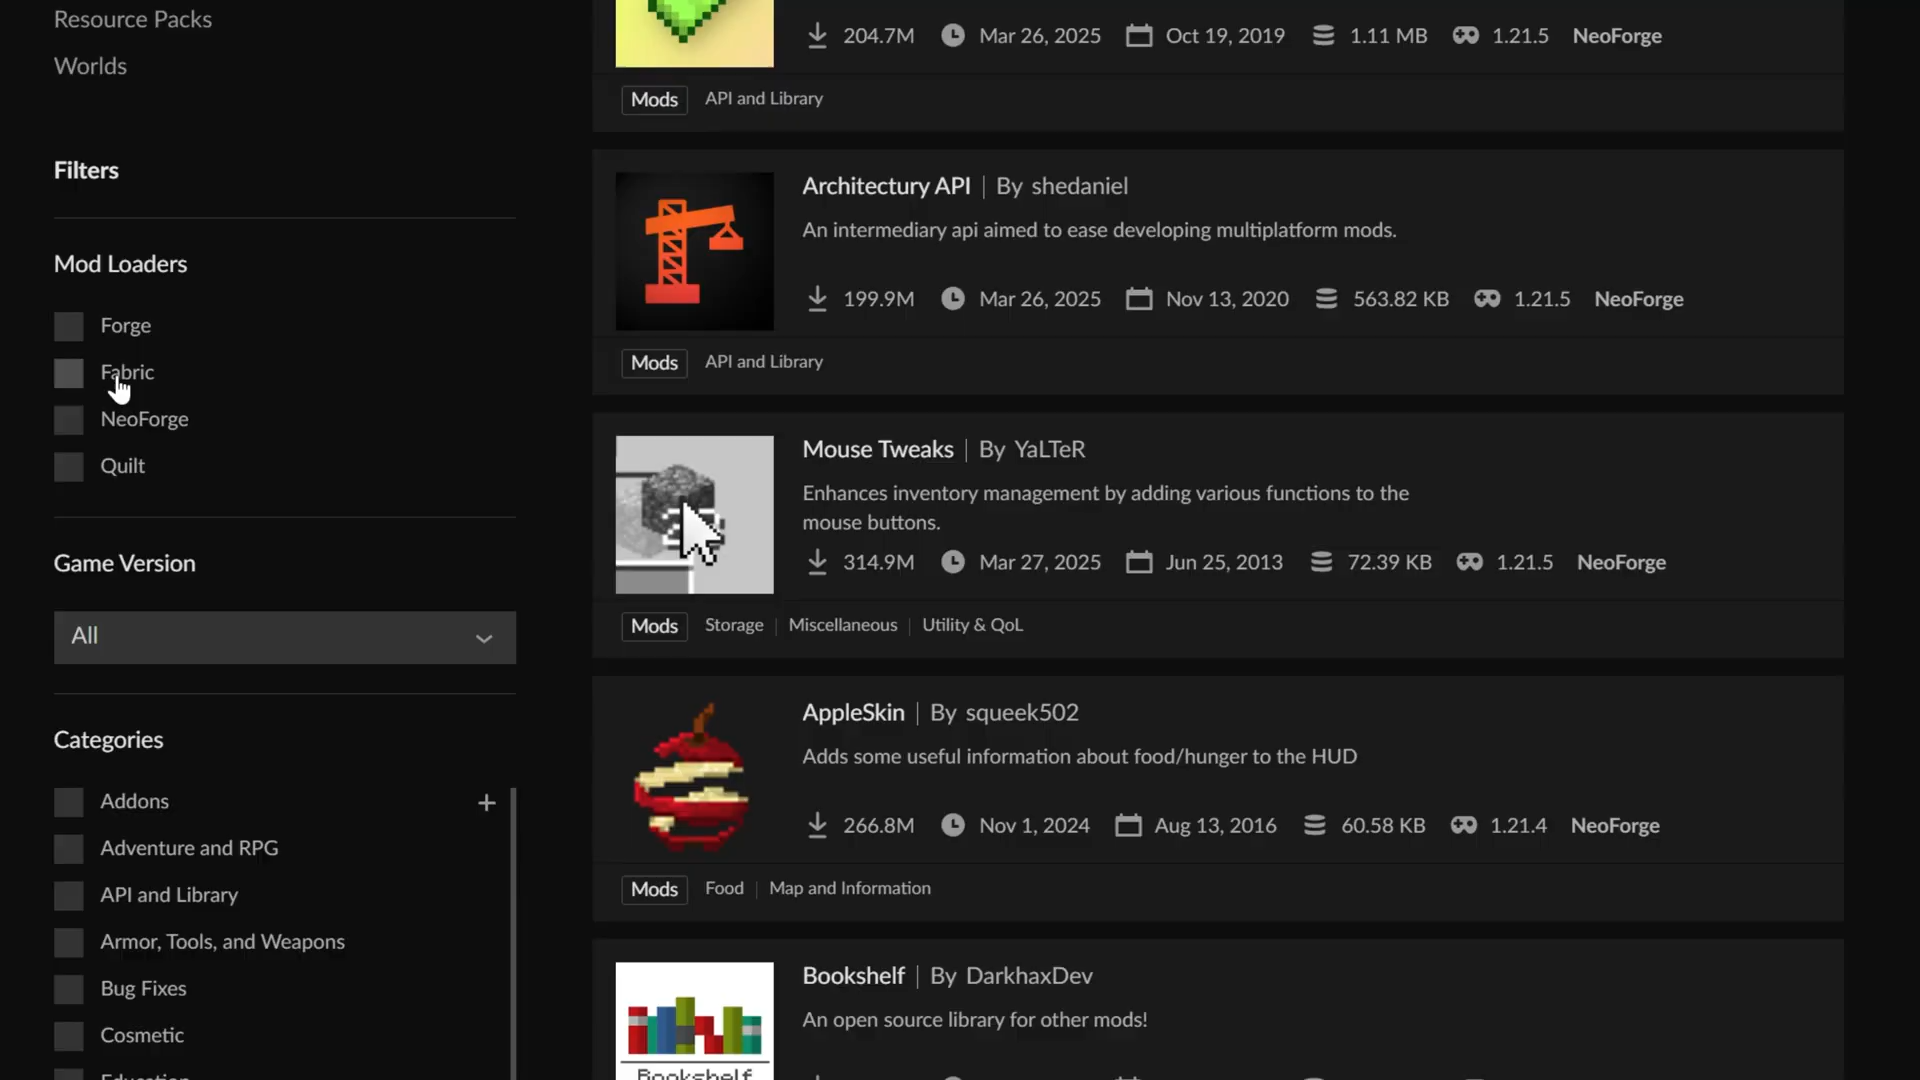 Resource Packs
Worlds
Filters
Mod Loaders
Forge
Fabric
NeoForge
Quilt
Game Version
All
Categories
Addons
Adventure and RPG
API and Library
Armor, Tools, and Weapons
Bug Fixes
Cosmetic
Education
204.7M Mar 26, 2025 Oct 19, 2019 1.11 MB 1.21.5 NeoForge
Mods API and Library
Architectury API | By shedaniel
An intermediary api aimed to ease developing multiplatform mods.
199.9M Mar 26, 2025 Nov 13, 2020 563.82 KB 1.21.5 NeoForge
Mods API and Library
Mouse Tweaks | By YaLTeR
Enhances inventory management by adding various functions to the
mouse buttons.
314.9M Mar 27, 2025 Jun 25, 2013 72.39 KB 1.21.5 NeoForge
Mods Storage | Miscellaneous | Utility & QoL
AppleSkin | By squeek502
Adds some useful information about food/hunger to the HUD
266.8M Nov 1, 2024 Aug 13, 2016 60.58 KB 1.21.4 NeoForge
Mods Food | Map and Information
Bookshelf | By DarkhaxDev
An open source library for other mods!
Bookshelf